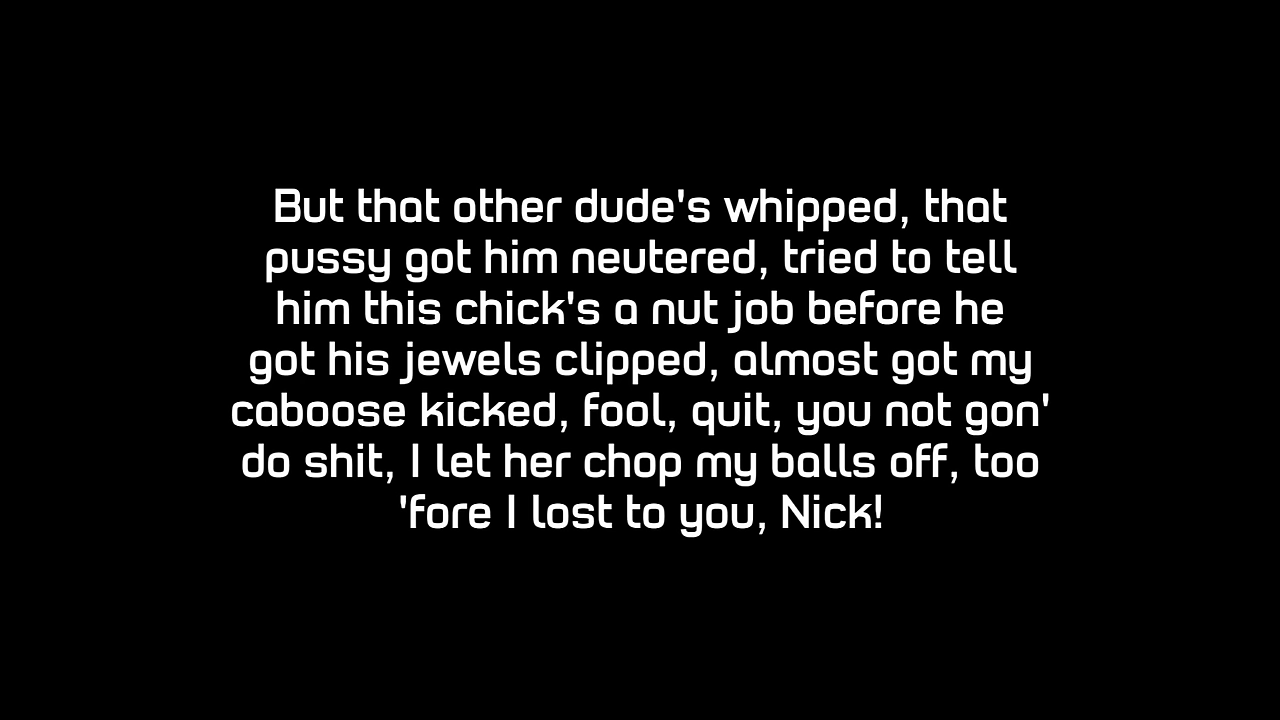 But that other dude's whipped, that
pussy got him neutered, tried to tell
him this chick's a nut job before he
got his jewels clipped, almost got my
caboose kicked, fool, quit, you not gon'
do shit, I let her chop my balls off, too
'fore I lost to you, Nick!